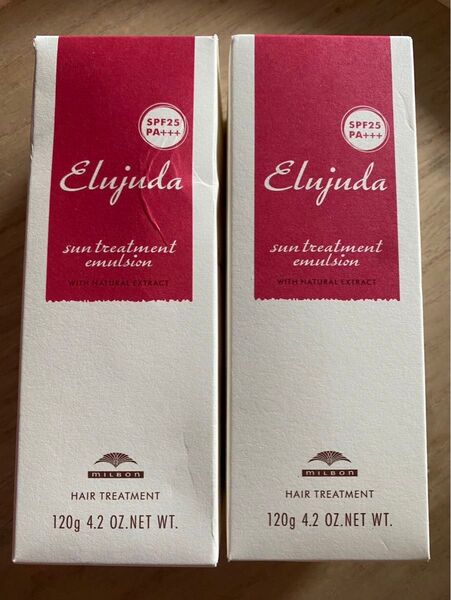 SPF25
PA+++
Elujuda
sun treatment
emulsion
WITH NATURAL EXTRACT
MILBON
HAIR TREATMENT
120g 4.2 OZ.NET WT.
SPF25
PA+++
Elujuda
sun treatment
emulsion
WITH NATURAL EXTRACT
MILBON
HAIR TREATMENT
120g 4.2 OZ.NET WT.